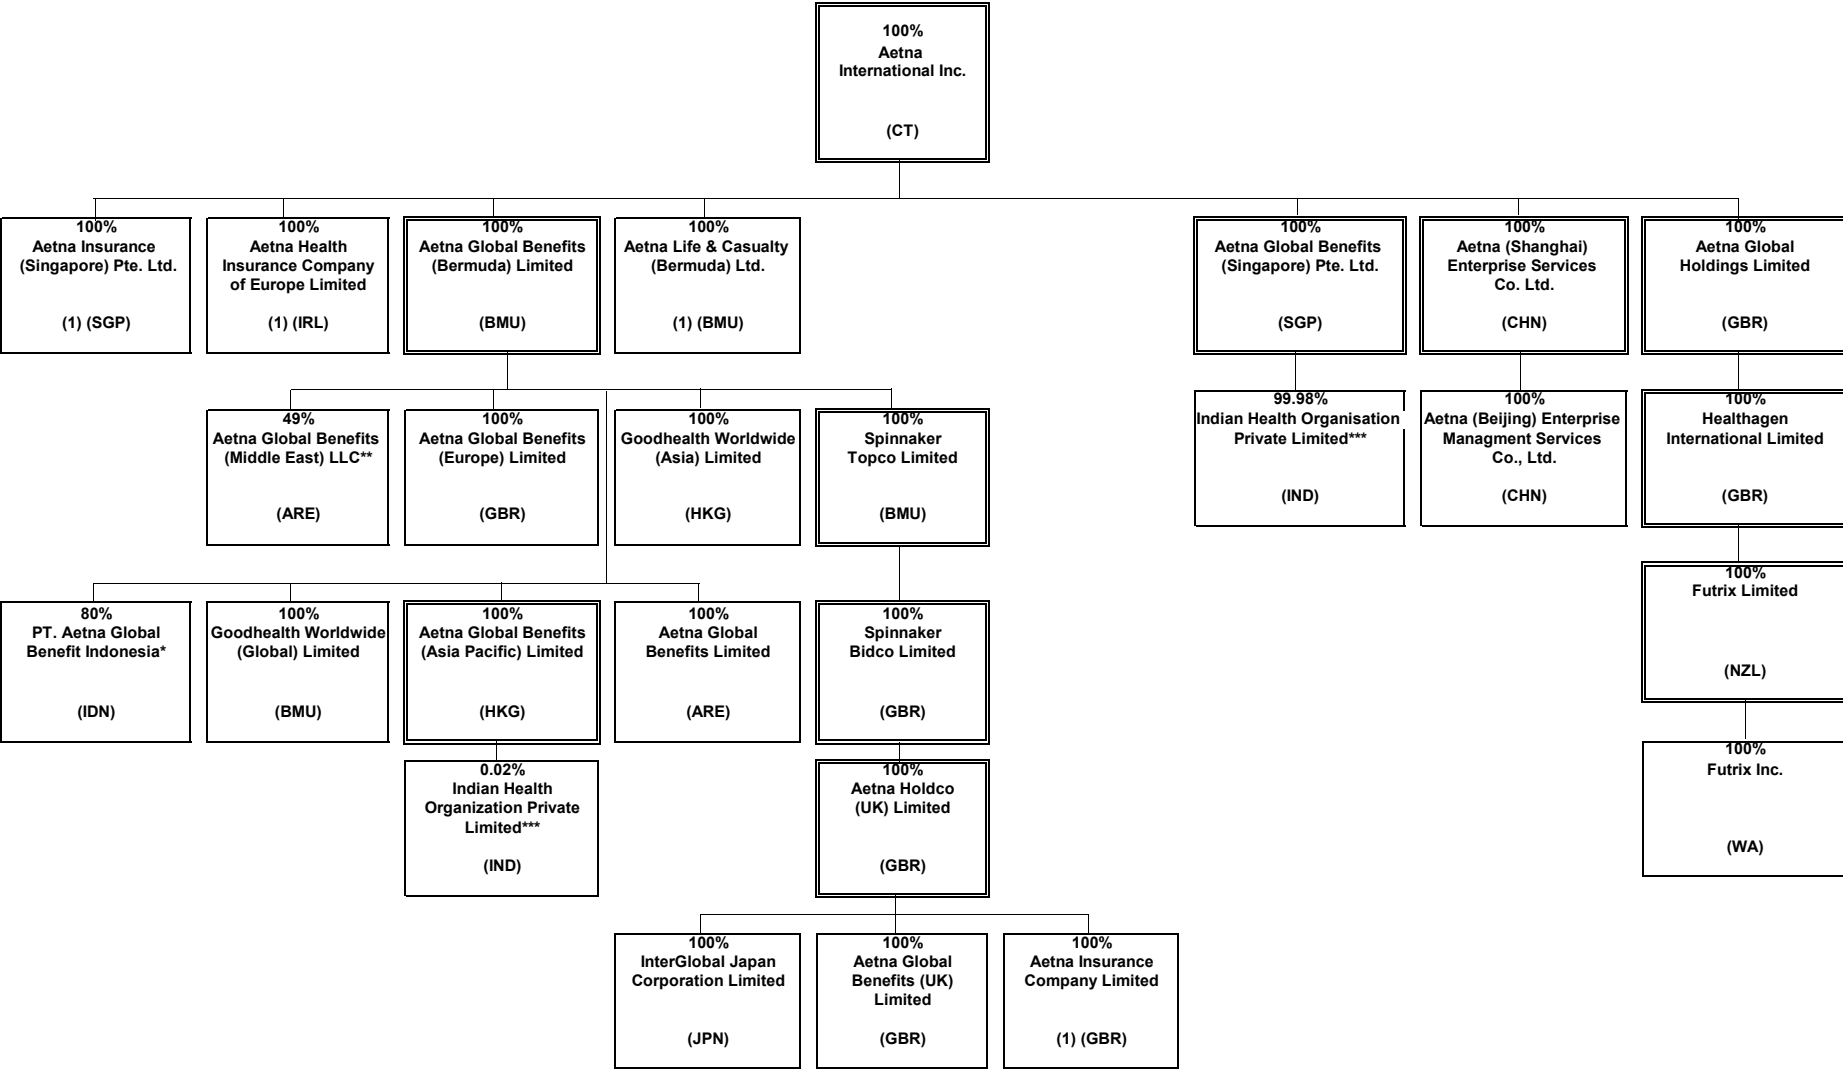 100%
Aetna
International Inc.
(CT)
100%
Aetna Insurance
(Singapore) Pte. Ltd.
(1) (SGP)
100%
Aetna Health
Insurance Company
of Europe Limited
(1) (IRL)
100%
Aetna Global Benefits
(Bermuda) Limited
(BMU)
100%
Aetna Life & Casualty
(Bermuda) Ltd.
(1) (BMU)
100%
Aetna Global Benefits
(Singapore) Pte. Ltd.
(SGP)
100%
Aetna (Shanghai)
Enterprise Services
Co. Ltd.
(CHN)
100%
Aetna Global
Holdings Limited
(GBR)
49%
Aetna Global Benefits
(Middle East) LLC**
(ARE)
100%
Aetna Global Benefits
(Europe) Limited
(GBR)
100%
Goodhealth Worldwide
(Asia) Limited
(HKG)
100%
Spinnaker
Topco Limited
(BMU)
99.98%
Indian Health Organisation
Private Limited***
(IND)
100%
Aetna (Beijing) Enterprise
Managment Services
Co., Ltd.
(CHN)
100%
Healthagen
International Limited
(GBR)
100%
Futrix Limited
(NZL)
80%
PT. Aetna Global
Benefit Indonesia*
(IDN)
100%
Goodhealth Worldwide
(Global) Limited
(BMU)
100%
Aetna Global Benefits
(Asia Pacific) Limited
(HKG)
100%
Aetna Global
Benefits Limited
(ARE)
100%
Spinnaker
Bidco Limited
(GBR)
100%
Futrix Inc.
(WA)
0.02%
Indian Health
Organization Private
Limited***
(IND)
100%
Aetna Holdco
(UK) Limited
(GBR)
100%
InterGlobal Japan
Corporation Limited
(JPN)
100%
Aetna Global
Benefits (UK)
Limited
(GBR)
100%
Aetna Insurance
Company Limited
(1) (GBR)